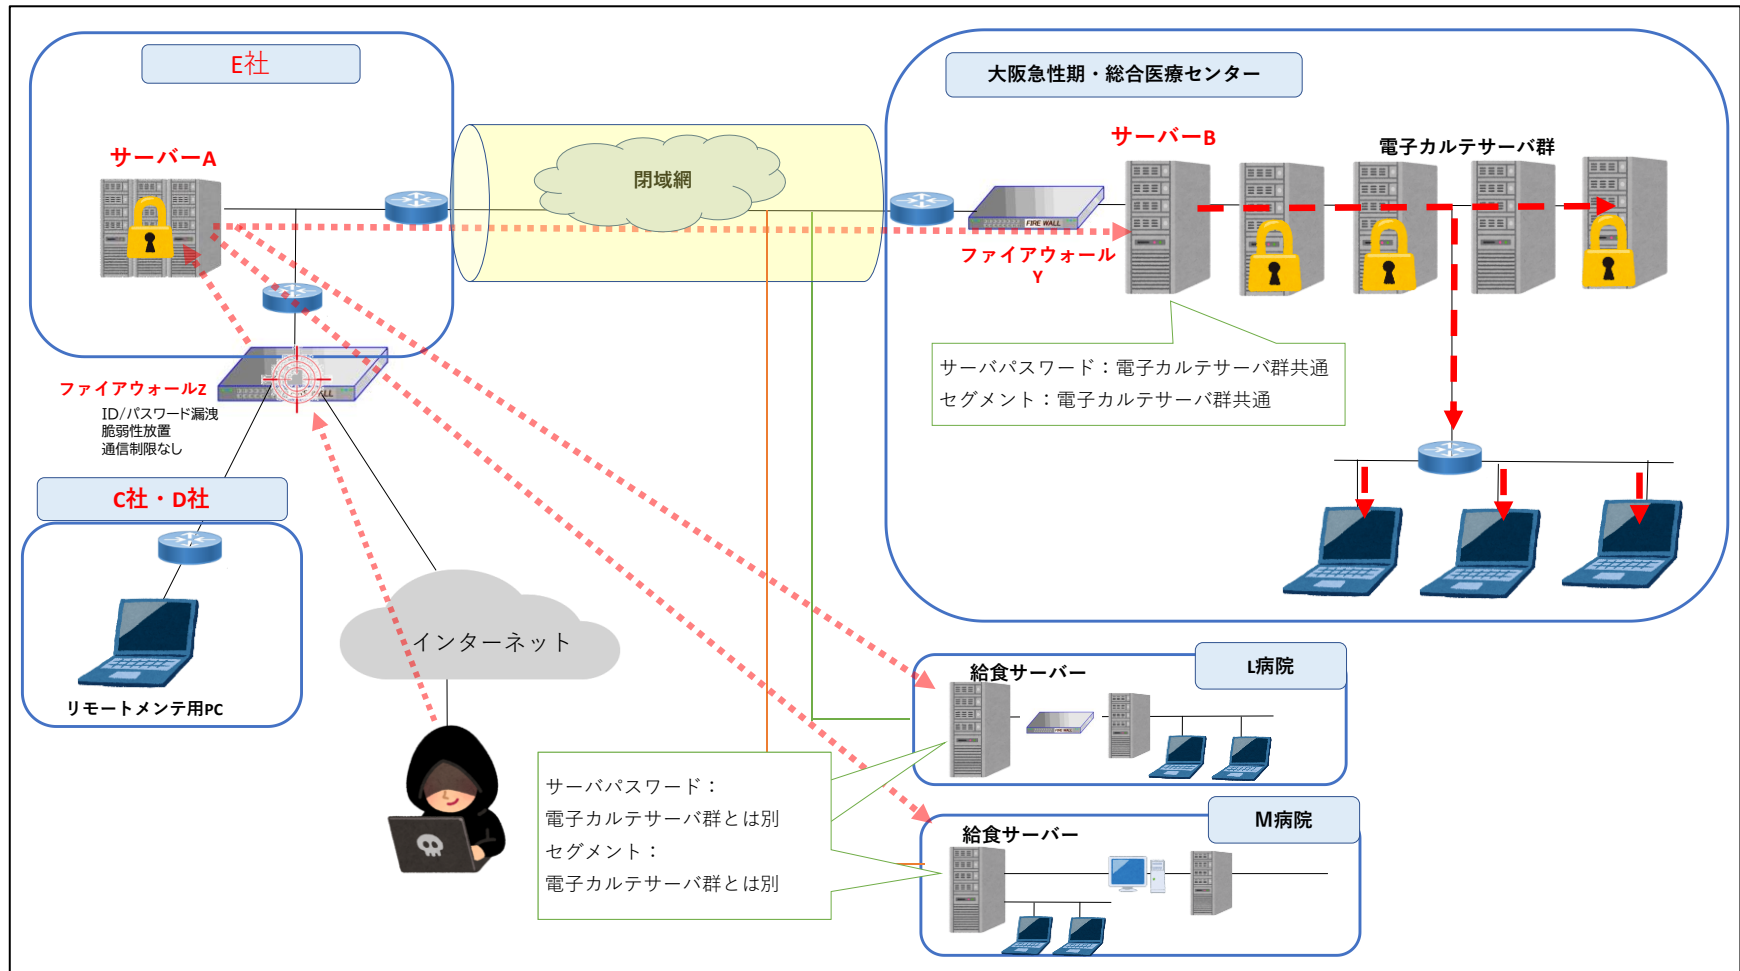 E社
大阪急性期・総合医療センター
サーバーA
閉域網
サーバーB
電子カルテサーバ群
FIRE WALL
ファイアウォール
Y
サーバパスワード：電子カルテサーバ群共通
セグメント：電子カルテサーバ群共通
ファイアウォールZ
ID/パスワード漏洩
脆弱性放置
通信制限なし
WALL
C社・D社
リモートメンテ用PC
インターネット
L病院
給食サーバー
FIRE WALL
サーバパスワード：
電子カルテサーバ群とは別
セグメント：
電子カルテサーバ群とは別
M病院
給食サーバー